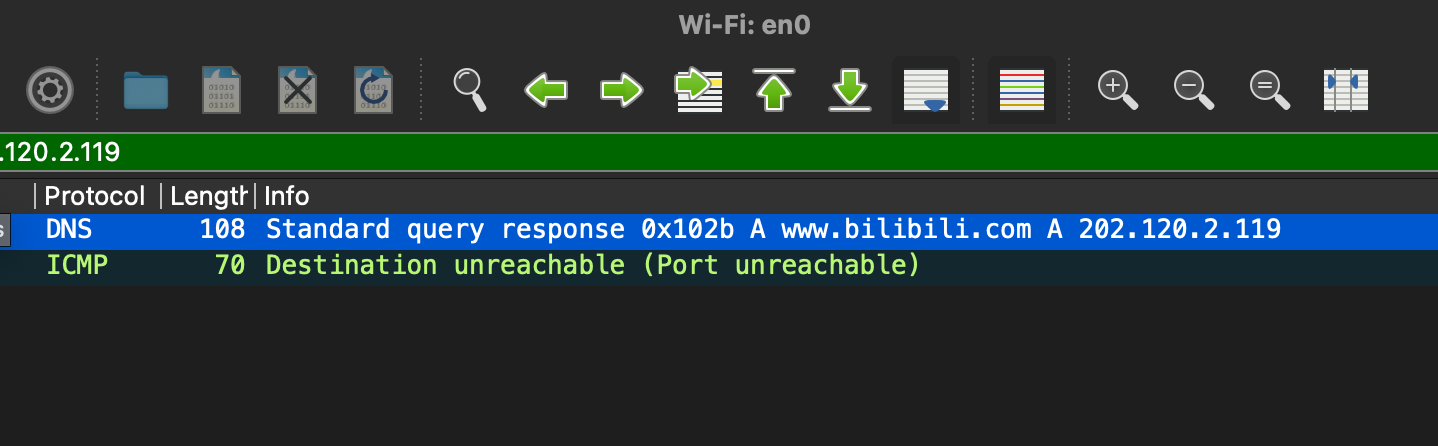 Wi-Fi: en0
.120.2.119
Protocol Length Info
s DNS 108 Standard query response 0x102b A www.bilibili.com A 202.120.2.119
ICMP 70 Destination unreachable (Port unreachable)